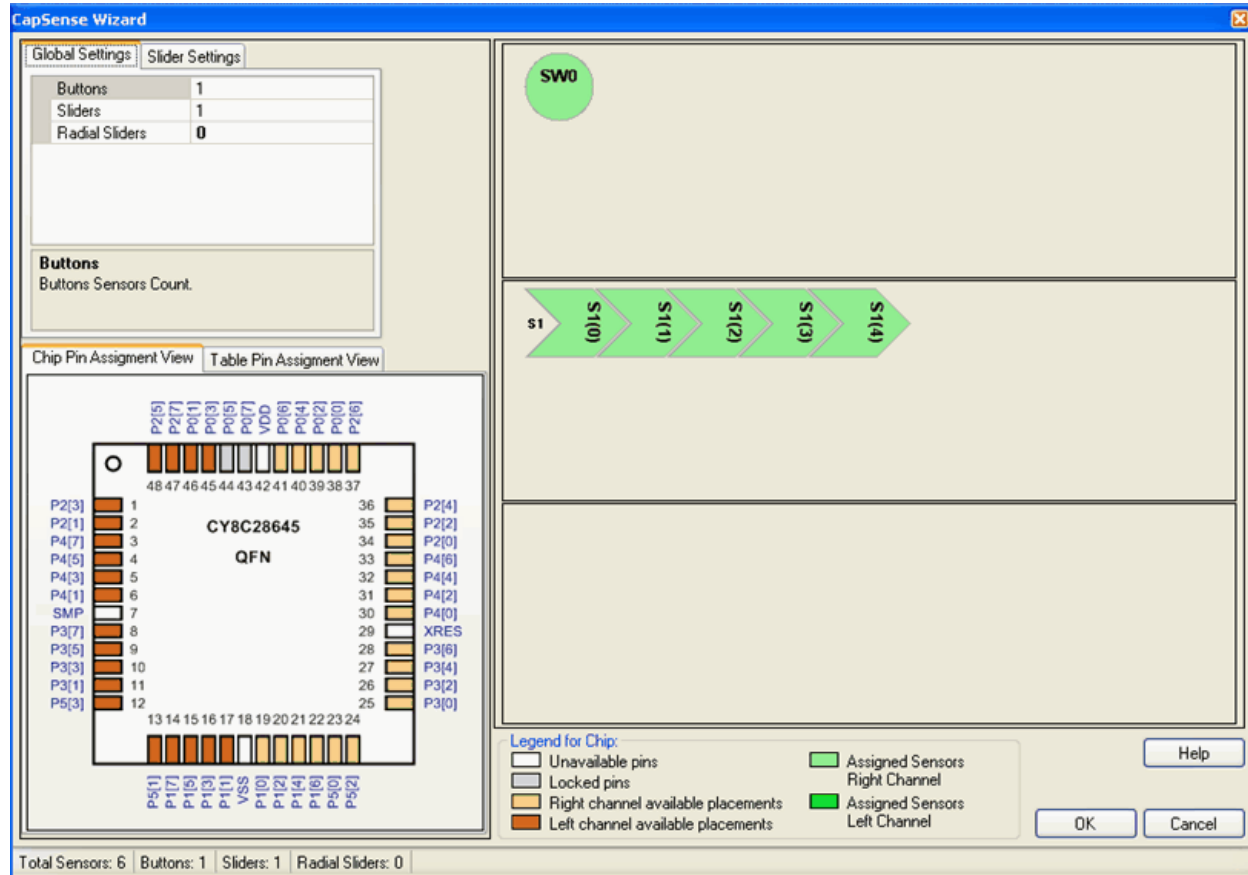 CapSense Wizard
Global Settings Slider Settings
Buttons 1
Sliders 1
Radial Sliders 0
Buttons
Buttons Sensors Count.
SW0
S1 S1(0) S1(1) S1(2) S1(3) S1(4)
Chip Pin Assigment View Table Pin Assigment View
P2[5] P2[7] P0[1] P0[3] P0[5] P0[7] VDD P0[6] P0[4] P0[2] P0[0] P2[6]
48 47 46 45 44 43 42 41 40 39 38 37
P2[3] 1 36 P2[4]
P2[1] 2 CY8C28645 35 P2[2]
P4[7] 3 34 P2[0]
P4[5] 4 QFN 33 P4[6]
P4[3] 5 32 P4[4]
P4[1] 6 31 P4[2]
SMP 7 30 P4[0]
P3[7] 8 29 XRES
P3[5] 9 28 P3[6]
P3[3] 10 27 P3[4]
P3[1] 11 26 P3[2]
P5[3] 12 25 P3[0]
13 14 15 16 17 18 19 20 21 22 23 24
P5[1] P1[7] P1[5] P1[3] P1[1] VSS P1[0] P1[2] P1[4] P1[6] P5[0] P5[2]
Legend for Chip:
Unavailable pins
Locked pins
Right channel available placements
Left channel available placements
Assigned Sensors
Right Channel
Assigned Sensors
Left Channel
Help
OK Cancel
Total Sensors: 6 Buttons: 1 Sliders: 1 Radial Sliders: 0